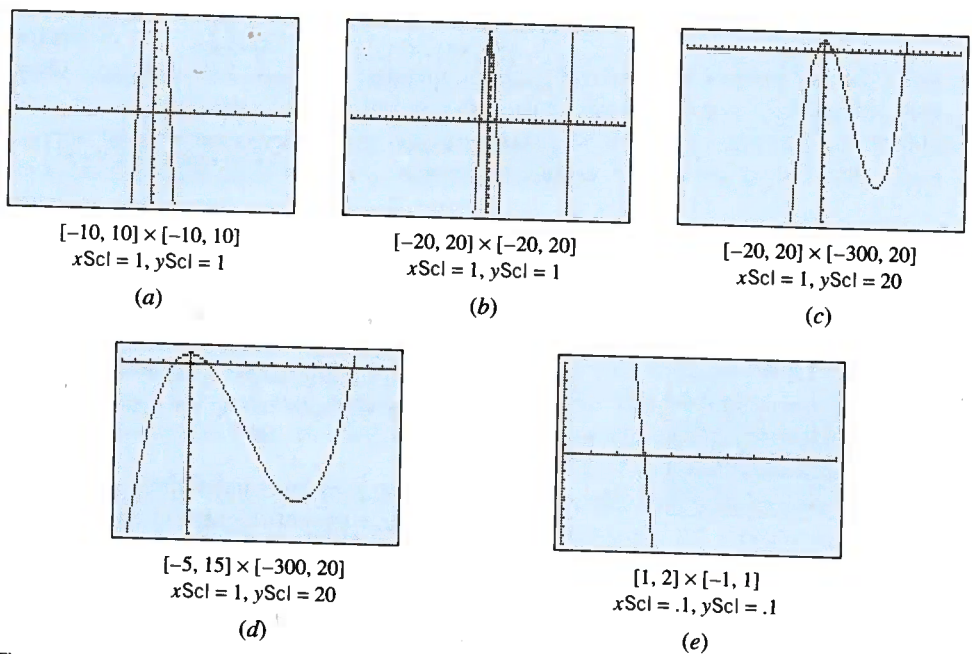 [–10, 10] × [–10, 10]
xScl = 1, yScl = 1
(a)
[–20, 20] × [–20, 20]
xScl = 1, yScl = 1
(b)
[–20, 20] × [–300, 20]
xScl = 1, yScl = 20
(c)
[–5, 15] × [–300, 20]
xScl = 1, yScl = 20
(d)
[1, 2] × [–1, 1]
xScl = .1, yScl = .1
(e)